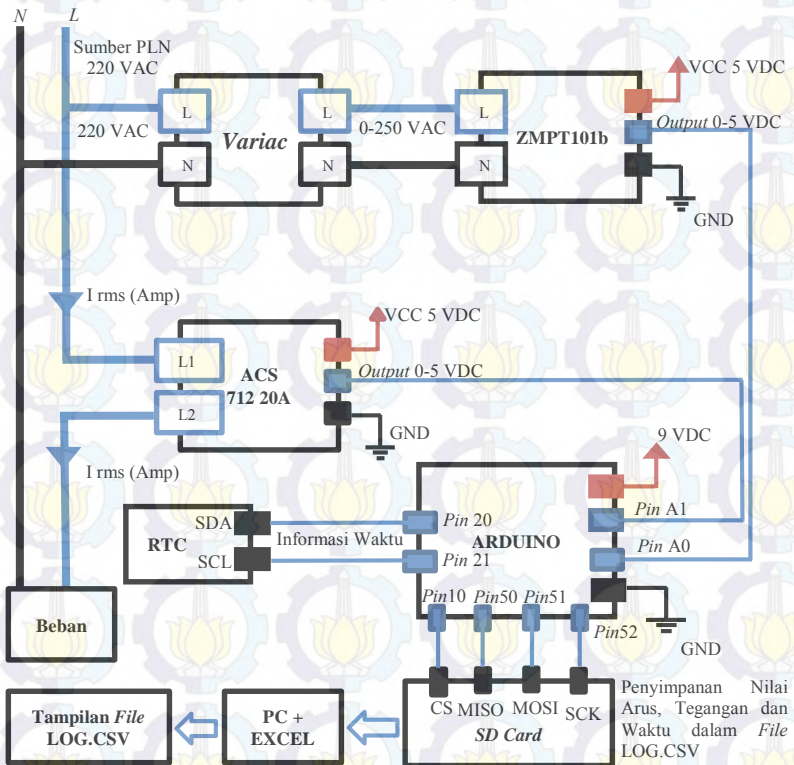 N
L
Sumber PLN
220 VAC
220 VAC
L
N
Variac
L
N
0-250 VAC
L
N
ZMPT101b
VCC 5 VDC
Output 0-5 VDC
GND
I rms (Amp)
L1
L2
ACS
712 20A
VCC 5 VDC
Output 0-5 VDC
GND
I rms (Amp)
9 VDC
RTC
SDA
SCL
Informasi Waktu
Pin 20
Pin 21
ARDUINO
Pin A1
Pin A0
GND
Pin10
Pin50
Pin51
Pin52
Beban
CS
MISO
MOSI
SCK
SD Card
Penyimpanan Nilai
Arus, Tegangan dan
Waktu dalam File
LOG.CSV
PC +
EXCEL
Tampilan File
LOG.CSV